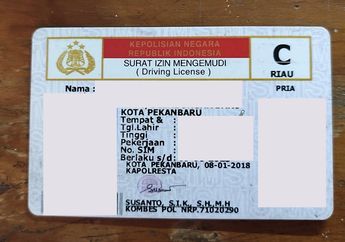 KEPOLISIAN NEGARA
REPUBLIK INDONESIA
SURAT IZIN MENGEMUDI
( Driving License )
C
RIAU
Nama :
PRIA
KOTA PEKANBARU
Tempat & :
Tgl.Lahir
Tinggi :
Pekerjaan :
No. SIM :
Berlaku s/d:
KOTA PEKANBARU, 08-01-2018
KAPOLRESTA
SUSANTO, S.I.K., S.H,M.H
KOMBES POL NRP.71020290